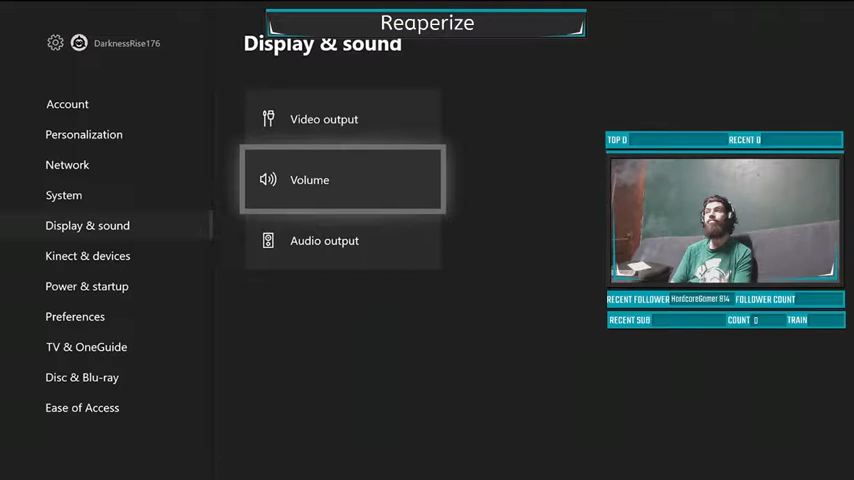 Reaperize
DarknessRise176
Display & sound
Account
Personalization
Network
System
Display & sound
Kinect & devices
Power & startup
Preferences
TV & OneGuide
Disc & Blu-ray
Ease of Access
Video output
Volume
Audio output
TOP D RECENT D
RECENT FOLLOWER HardcoreGamer 814 FOLLOWER COUNT
RECENT SUB COUNT 0 TRAIN